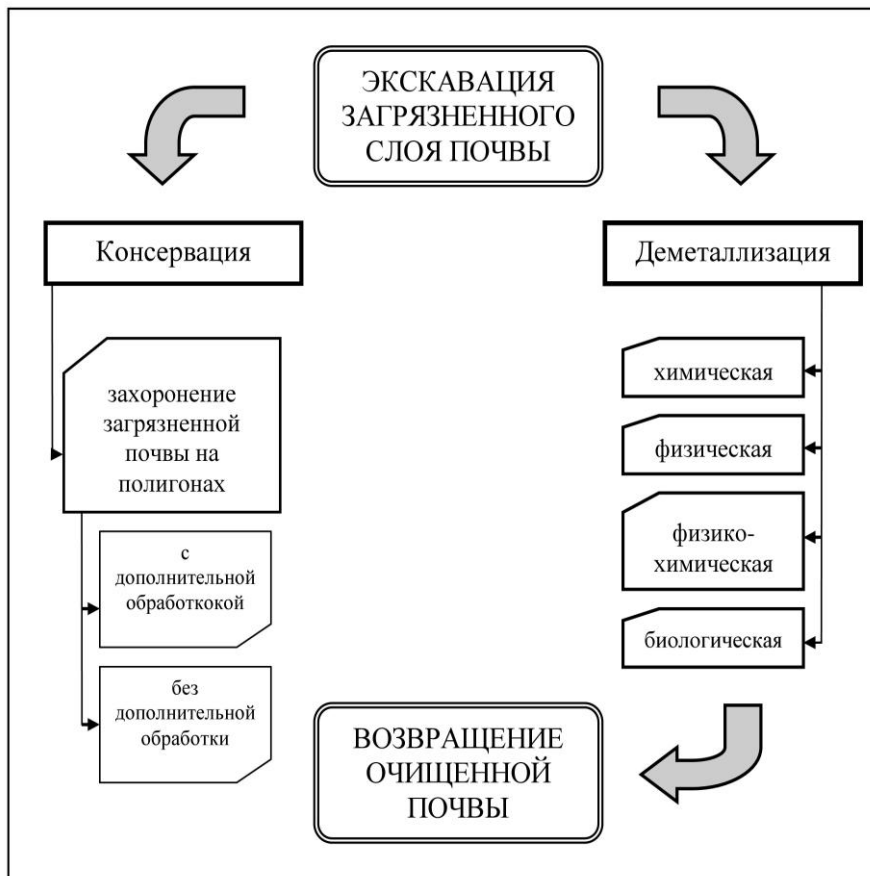 ЭКСКАВАЦИЯ
ЗАГРЯЗНЕННОГО
СЛОЯ ПОЧВЫ
Консервация
захоронение
загрязненной
почвы на
полигонах
с
дополнительной
обработкокой
без
дополнительной
обработки
Деметаллизация
химическая
физическая
физико-
химическая
биологическая
ВОЗВРАЩЕНИЕ
ОЧИЩЕННОЙ
ПОЧВЫ